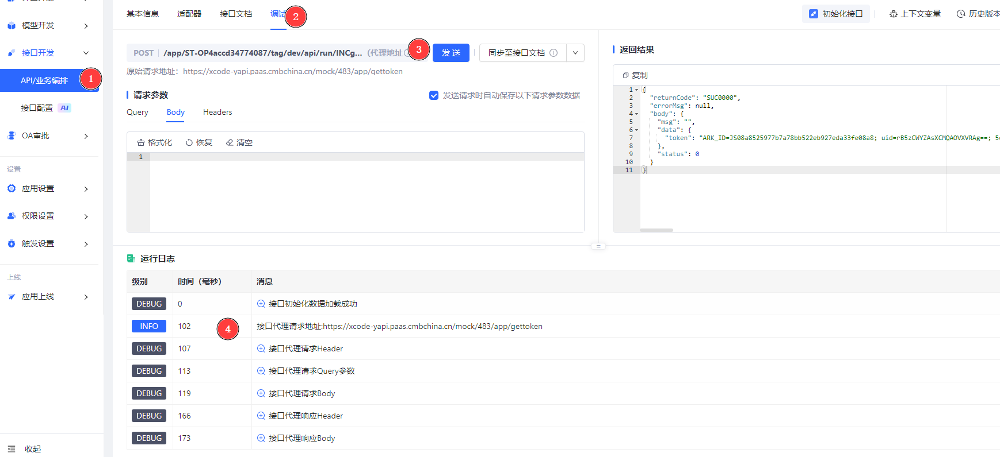 基本信息
适配器
接口文档
调试
2
初始化接口
上下文变量
历史版本
模型开发
接口开发
API/业务编排
1
接口配置
AI
OA审批
设置
应用设置
权限设置
触发设置
上线
应用上线
收起
POST
/app/ST-OP4accd34774087/tag/dev/api/run/INCg...
(代理地址
3
发 送
同步至接口文档
原始请求地址：https://xcode-yapi.paas.cmbchina.cn/mock/483/app/gettoken
请求参数
发送请求时自动保存以下请求参数数据
Query
Body
Headers
格式化
恢复
清空
1
返回结果
复制
1 {
2 "returnCode": "SUC0000",
3 "errorMsg": null,
4 "body": {
5 "msg": "",
6 "data": {
7 "token": "ARK_ID=JS08a8525977b7a78bb522eb927eda33fe08a8; uid=rB5zCWYZAsXCMQAOVXVRAg==;
8 },
9 "status": 0
10 }
11 }
运行日志
级别
时间（毫秒）
消息
DEBUG 0 接口初始化数据加载成功
INFO 102 4 接口代理请求地址:https://xcode-yapi.paas.cmbchina.cn/mock/483/app/gettoken
DEBUG 107 接口代理请求Header
DEBUG 113 接口代理请求Query参数
DEBUG 119 接口代理请求Body
DEBUG 166 接口代理响应Header
DEBUG 173 接口代理响应Body